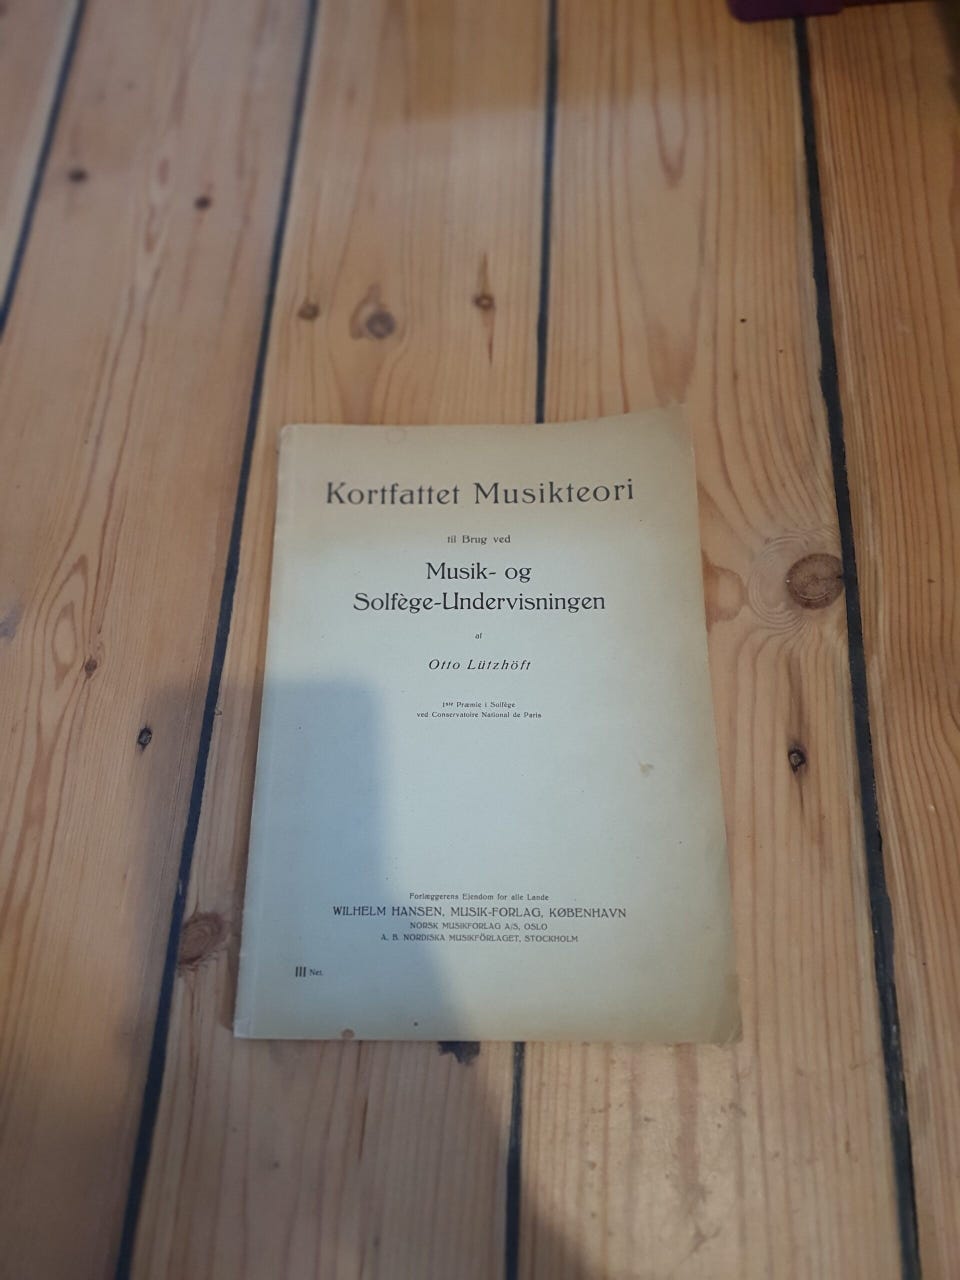 Kortfattet Musikteori
til Brug ved
Musik- og
Solfège-Undervisningen
af
Otto Lützhöft
1ste Præmie i Solfège
ved Conservatoire National de Paris
Forlæggerens Eiendom for alle Lande
WILHELM HANSEN, MUSIK-FORLAG, KØBENHAVN
NORSK MUSIKFORLAG A/S, OSLO
A. B. NORDISKA MUSIKFÖRLAGET, STOCKHOLM
III Net.